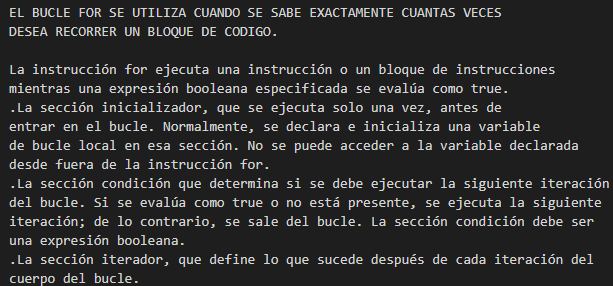 EL BUCLE FOR SE UTILIZA CUANDO SE SABE EXACTAMENTE CUANTAS VECES
DESEA RECORRER UN BLOQUE DE CODIGO.
La instrucción for ejecuta una instrucción o un bloque de instrucciones
mientras una expresión booleana especificada se evalúa como true.
.La sección inicializador, que se ejecuta solo una vez, antes de
entrar en el bucle. Normalmente, se declara e inicializa una variable
de bucle local en esa sección. No se puede acceder a la variable declarada
desde fuera de la instrucción for.
.La sección condición que determina si se debe ejecutar la siguiente iteración
del bucle. Si se evalúa como true o no está presente, se ejecuta la siguiente
iteración; de lo contrario, se sale del bucle. La sección condición debe ser
una expresión booleana.
.La sección iterador, que define lo que sucede después de cada iteración del
cuerpo del bucle.